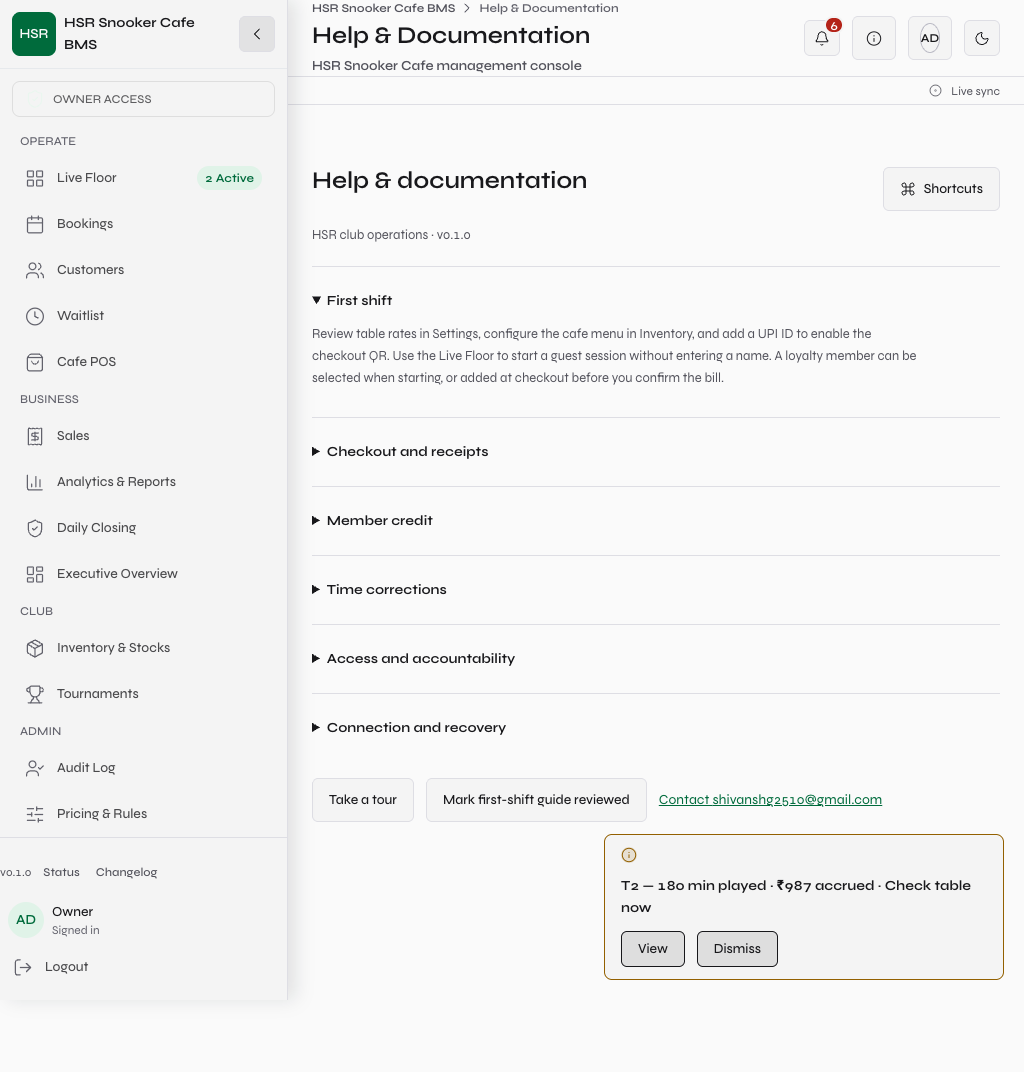 HSR
HSR Snooker Cafe
BMS
OWNER ACCESS
OPERATE
Live Floor
2 Active
Bookings
Customers
Waitlist
Cafe POS
BUSINESS
Sales
Analytics & Reports
Daily Closing
Executive Overview
CLUB
Inventory & Stocks
Tournaments
ADMIN
Audit Log
Pricing & Rules
v0.1.0 Status Changelog
AD
Owner
Signed in
Logout
HSR Snooker Cafe BMS > Help & Documentation
Help & Documentation
HSR Snooker Cafe management console
6
AD
Live sync
Help & documentation
Shortcuts
HSR club operations · v0.1.0
First shift
Review table rates in Settings, configure the cafe menu in Inventory, and add a UPI ID to enable the
checkout QR. Use the Live Floor to start a guest session without entering a name. A loyalty member can be
selected when starting, or added at checkout before you confirm the bill.
Checkout and receipts
Member credit
Time corrections
Access and accountability
Connection and recovery
Take a tour
Mark first-shift guide reviewed
Contact shivanshg2510@gmail.com
T2 — 180 min played · ₹987 accrued · Check table
now
View
Dismiss